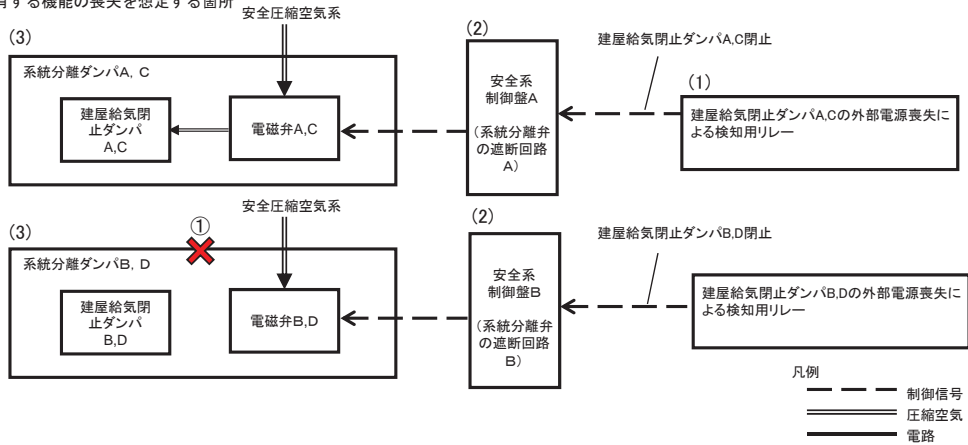 有する機能の喪失を想定する箇所
安全圧縮空気系
(3)
系統分離ダンパA, C
建屋給気閉
止ダンパ
A,C
電磁弁A,C
(2)
安全系
制御盤A
(系統分離弁
の遮断回路
A)
建屋給気閉止ダンパA,C閉止
(1)
建屋給気閉止ダンパA,Cの外部電源喪失に
よる検知用リレー
安全圧縮空気系
(3)
①
系統分離ダンパB, D
建屋給気閉
止ダンパ
B,D
電磁弁B,D
(2)
安全系
制御盤B
(系統分離弁
の遮断回路
B)
建屋給気閉止ダンパB,D閉止
建屋給気閉止ダンパB,Dの外部電源喪失に
よる検知用リレー
凡例
制御信号
圧縮空気
電路